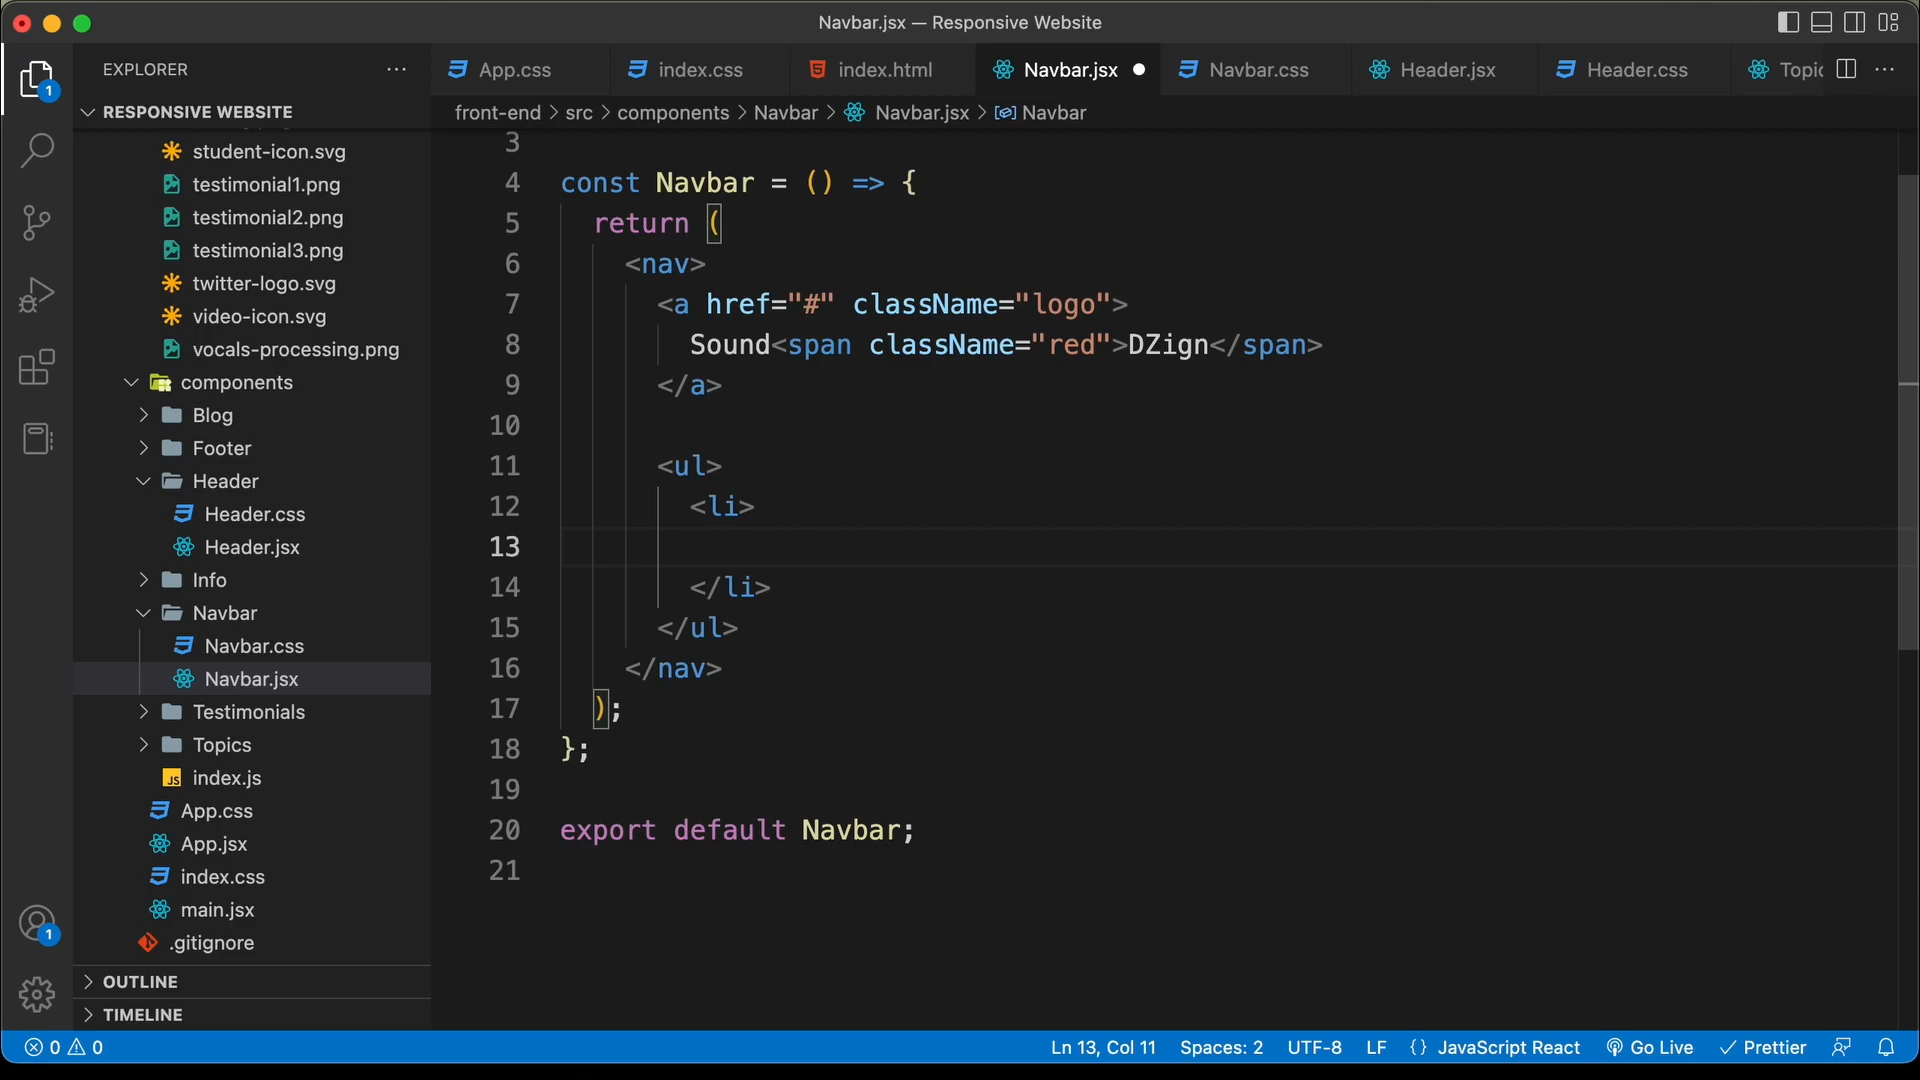 Navbar.jsx — Responsive Website
EXPLORER
1
RESPONSIVE WEBSITE
student-icon.svg
testimonial1.png
testimonial2.png
testimonial3.png
twitter-logo.svg
video-icon.svg
vocals-processing.png
components
Blog
Footer
Header
Header.css
Header.jsx
Info
Navbar
Navbar.css
Navbar.jsx
Testimonials
Topics
JS index.js
App.css
App.jsx
index.css
main.jsx
.gitignore
1
OUTLINE
TIMELINE
App.css index.css index.html Navbar.jsx Navbar.css Header.jsx Header.css Topic
front-end > src > components > Navbar > Navbar.jsx > Navbar
3
4 const Navbar = () => {
5 return (
6 <nav>
7 <a href="#" className="logo">
8 Sound<span className="red">DZign</span>
9 </a>
10
11 <ul>
12 <li>
13
14 </li>
15 </ul>
16 </nav>
17 );
18 };
19
20 export default Navbar;
21
0 0 Ln 13, Col 11 Spaces: 2 UTF-8 LF {} JavaScript React Go Live Prettier